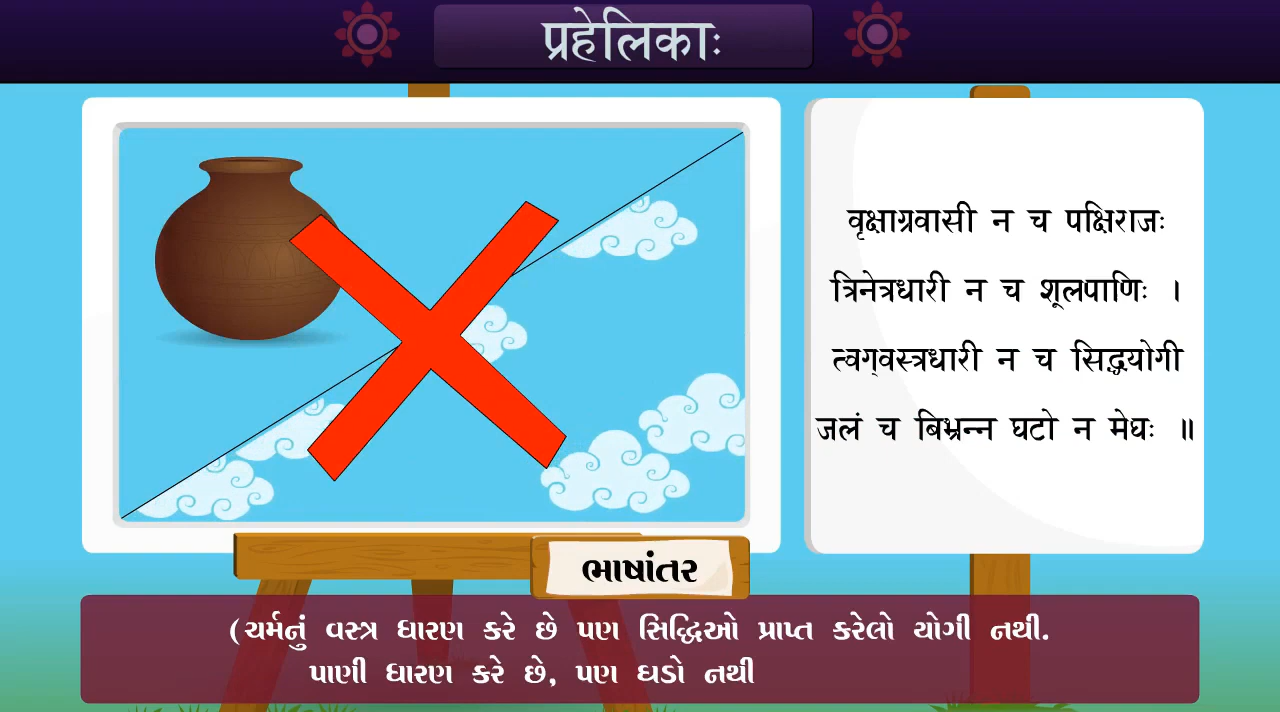 प्रहेलिकाः
वृक्षाग्रवासी न च पक्षिराजः
त्रिनेत्रधारी न च शूलपाणिः ।
त्वग्वस्त्रधारी न च सिद्धयोगी
जलं च बिभ्रन्न घटो न मेघः ॥
ભાષાંતર
(ચર્મનું વસ્ત્ર ધારણ કરે છે પણ સિદ્ધિઓ પ્રાપ્ત કરેલો યોગી નથી.
પાણી ધારણ કરે છે, પણ ઘડો નથી